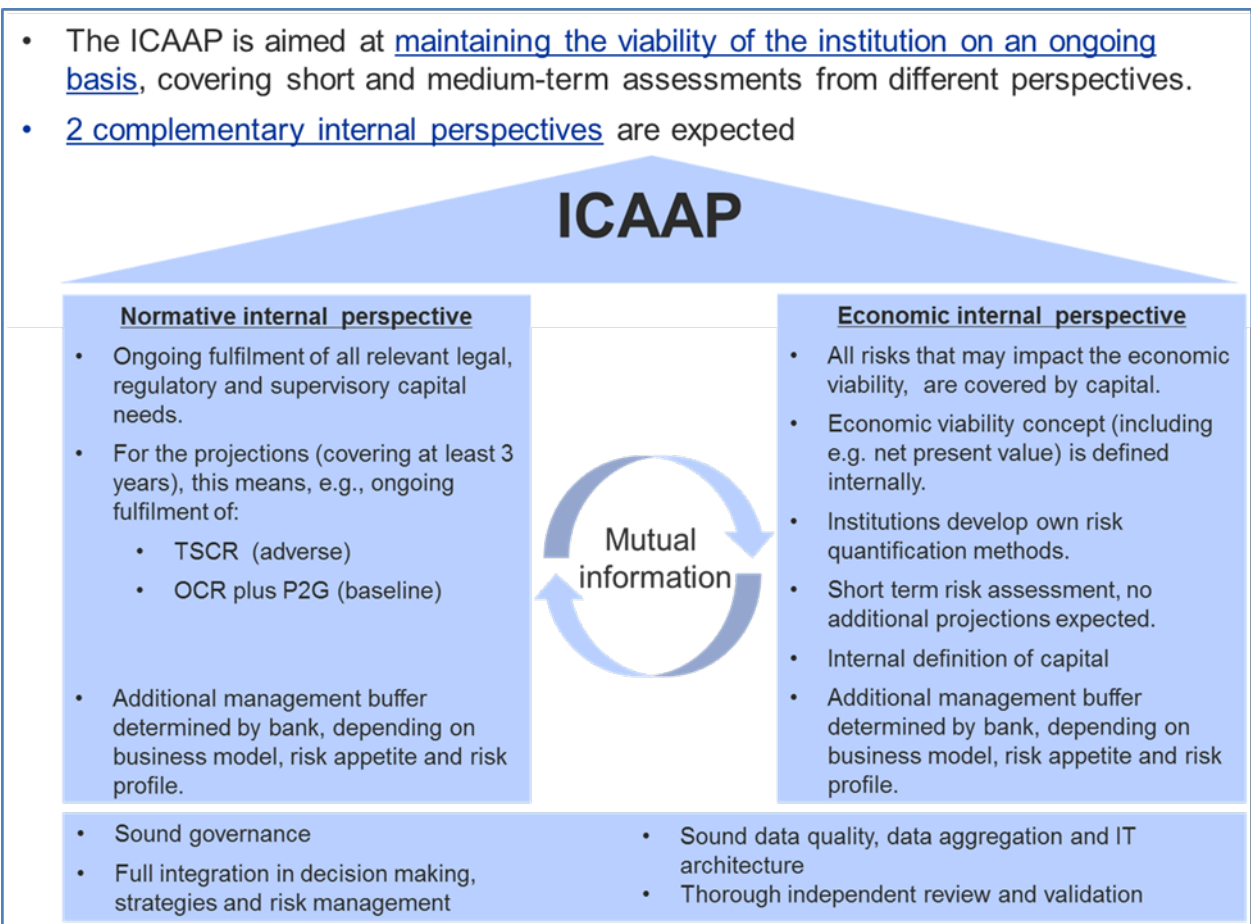 • The ICAAP is aimed at maintaining the viability of the institution on an ongoing
basis, covering short and medium-term assessments from different perspectives.
• 2 complementary internal perspectives are expected
ICAAP
Normative internal perspective
• Ongoing fulfilment of all relevant legal,
regulatory and supervisory capital
needs.
• For the projections (covering at least 3
years), this means, e.g., ongoing
fulfilment of:
• TSCR (adverse)
• OCR plus P2G (baseline)
• Additional management buffer
determined by bank, depending on
business model, risk appetite and risk
profile.
Mutual
information
Economic internal perspective
• All risks that may impact the economic
viability, are covered by capital.
• Economic viability concept (including
e.g. net present value) is defined
internally.
• Institutions develop own risk
quantification methods.
• Short term risk assessment, no
additional projections expected.
• Internal definition of capital
• Additional management buffer
determined by bank, depending on
business model, risk appetite and risk
profile.
• Sound governance
• Full integration in decision making,
strategies and risk management
• Sound data quality, data aggregation and IT
architecture
• Thorough independent review and validation